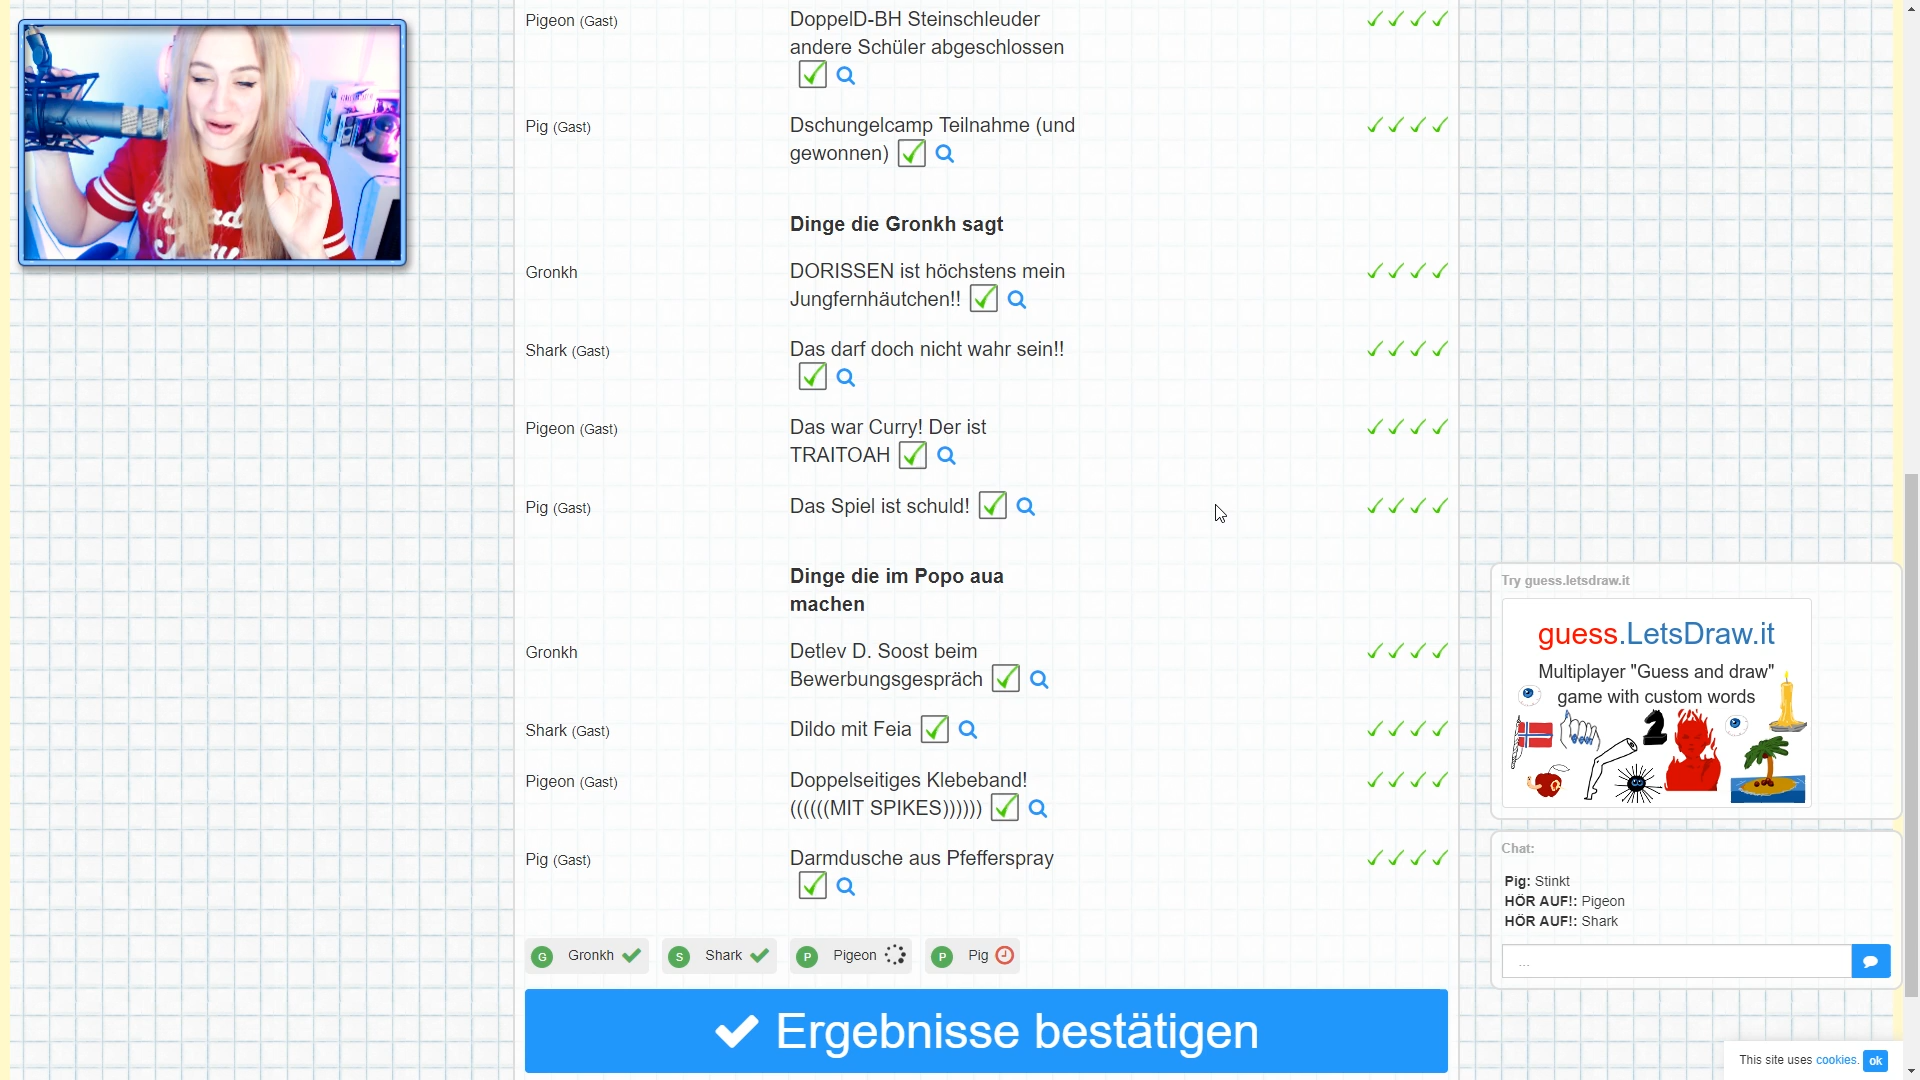 Pigeon (Gast)
DoppelD-BH Steinschleuder
andere Schüler abgeschlossen
Pig (Gast)
Dschungelcamp Teilnahme (und
gewonnen)
Dinge die Gronkh sagt
Gronkh
DORISSEN ist höchstens mein
Jungfernhäutchen!!
Shark (Gast)
Das darf doch nicht wahr sein!!
Pigeon (Gast)
Das war Curry! Der ist
TRAITOAH
Pig (Gast)
Das Spiel ist schuld!
Dinge die im Popo aua
machen
Gronkh
Detlev D. Soost beim
Bewerbungsgespräch
Shark (Gast)
Dildo mit Feia
Pigeon (Gast)
Doppelseitiges Klebeband!
((((((MIT SPIKES))))))
Pig (Gast)
Darmdusche aus Pfefferspray
G Gronkh
S Shark
P Pigeon
P Pig
Ergebnisse bestätigen
Try guess.letsdraw.it
guess.LetsDraw.it
Multiplayer "Guess and draw"
game with custom words
Chat:
Pig: Stinkt
HÖR AUF!: Pigeon
HÖR AUF!: Shark
...
This site uses cookies. ok